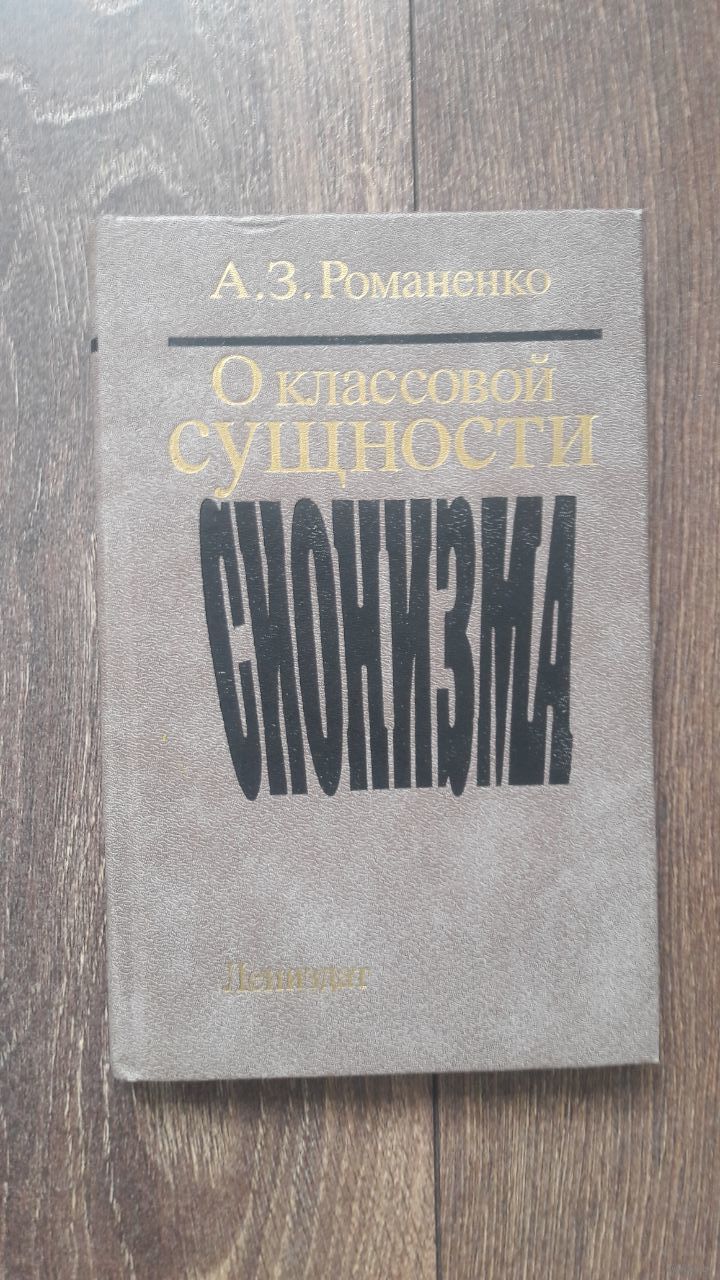 А.З.Романенко
О классовой
сущности
СИОНИЗМА
Лениздат